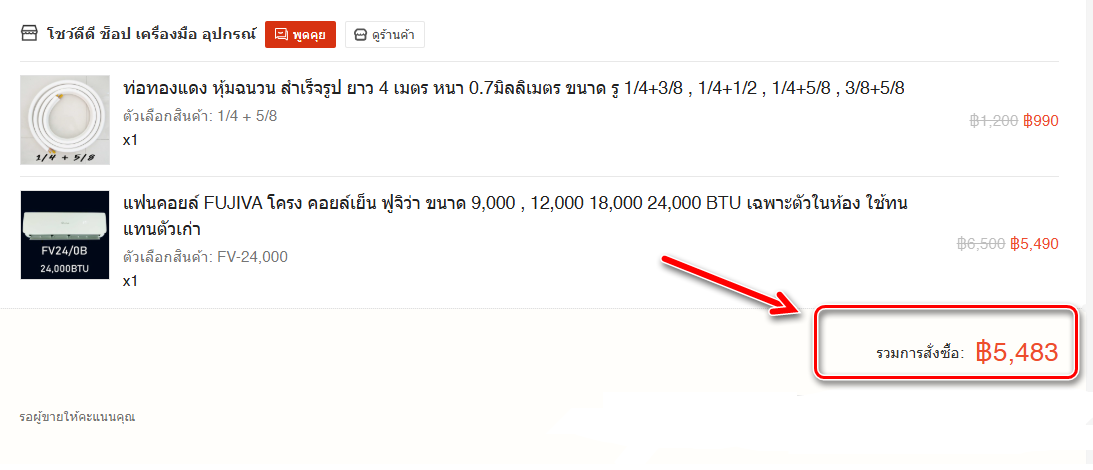 โชว์ดีดี ช็อป เครื่องมือ อุปกรณ์ พูดคุย ดูร้านค้า
ท่อทองแดง หุ้มฉนวน สำเร็จรูป ยาว 4 เมตร หนา 0.7มิลลิเมตร ขนาด รู 1/4+3/8 , 1/4+1/2 , 1/4+5/8 , 3/8+5/8
ตัวเลือกสินค้า: 1/4 + 5/8
x1
฿1,200 ฿990
1/4 + 5/8
แฟนคอยล์ FUJIVA โครง คอยล์เย็น ฟูจิว่า ขนาด 9,000 , 12,000 18,000 24,000 BTU เฉพาะตัวในห้อง ใช้ทน
แทนตัวเก่า
ตัวเลือกสินค้า: FV-24,000
x1
฿6,500 ฿5,490
FV24/0B
24,000BTU
รวมการสั่งซื้อ: ฿5,483
รอผู้ขายให้คะแนนคุณ